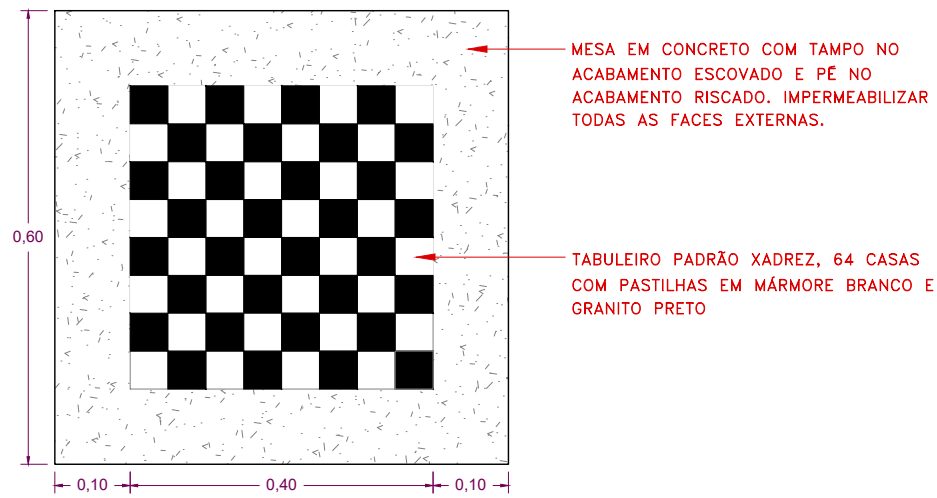 MESA EM CONCRETO COM TAMPO NO
ACABAMENTO ESCOVADO E PÉ NO
ACABAMENTO RISCADO. IMPERMEABILIZAR
TODAS AS FACES EXTERNAS.
0,60
TABULEIRO PADRÃO XADREZ, 64 CASAS
COM PASTILHAS EM MÁRMORE BRANCO E
GRANITO PRETO
0,10 0,40 0,10